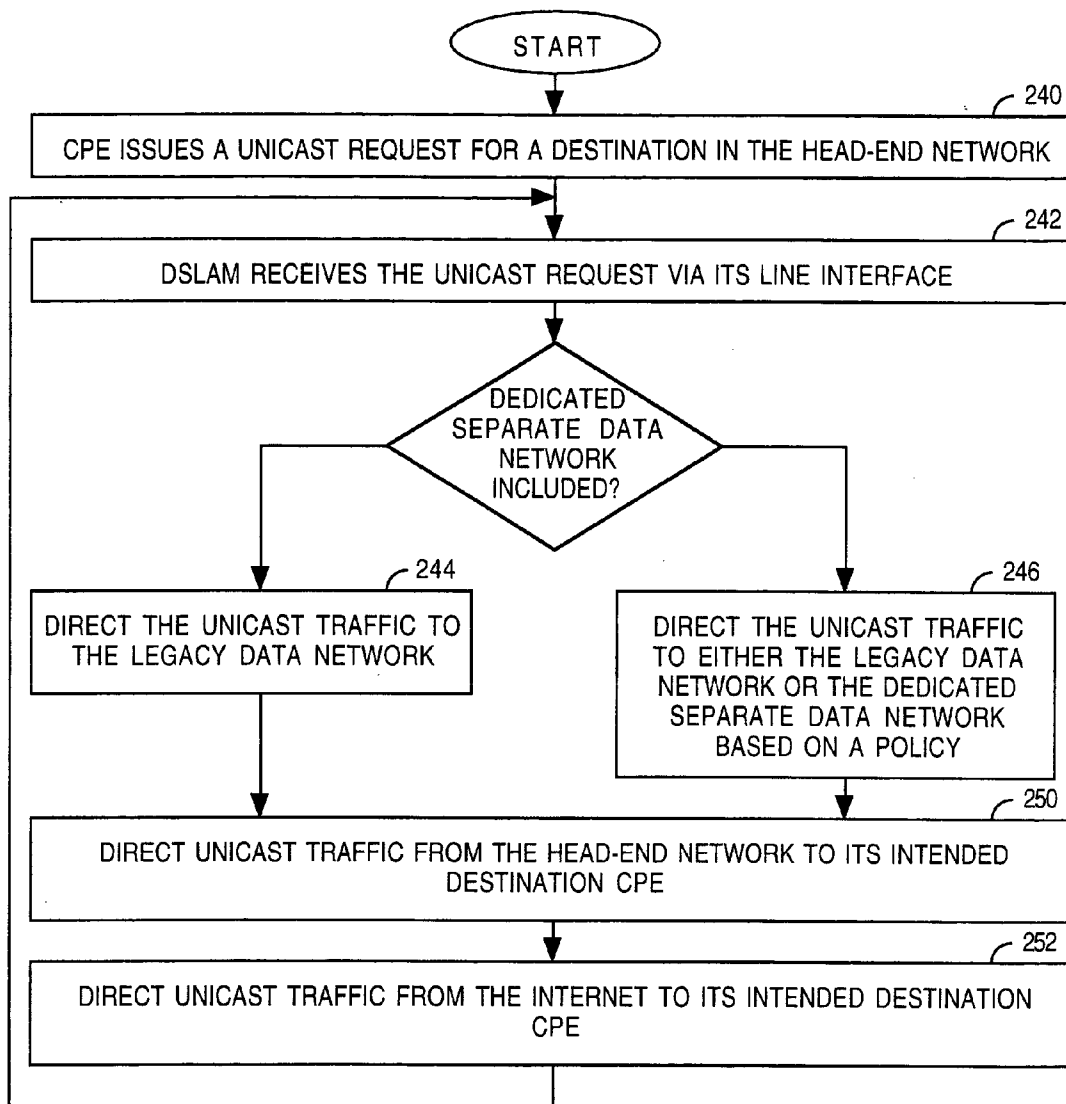 START
240
CPE ISSUES A UNICAST REQUEST FOR A DESTINATION IN THE HEAD-END NETWORK
242
DSLAM RECEIVES THE UNICAST REQUEST VIA ITS LINE INTERFACE
DEDICATED
SEPARATE DATA
NETWORK
INCLUDED?
244
DIRECT THE UNICAST TRAFFIC TO
THE LEGACY DATA NETWORK
246
DIRECT THE UNICAST TRAFFIC
TO EITHER THE LEGACY DATA
NETWORK OR THE DEDICATED
SEPARATE DATA NETWORK
BASED ON A POLICY
250
DIRECT UNICAST TRAFFIC FROM THE HEAD-END NETWORK TO ITS INTENDED
DESTINATION CPE
252
DIRECT UNICAST TRAFFIC FROM THE INTERNET TO ITS INTENDED DESTINATION
CPE